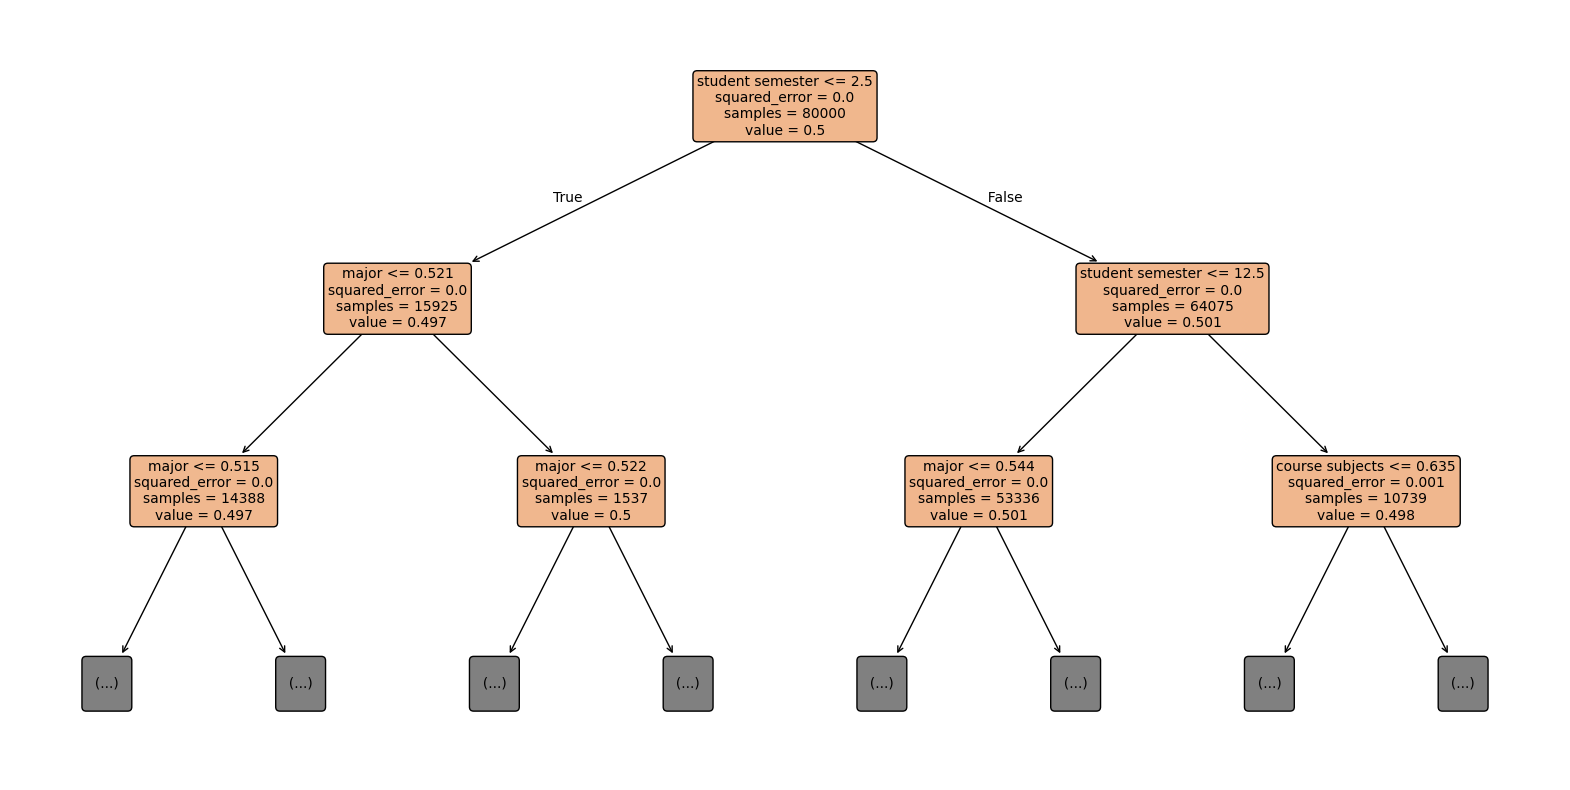 student semester <= 2.5
squared_error = 0.0
samples = 80000
value = 0.5
True
False
major <= 0.521
squared_error = 0.0
samples = 15925
value = 0.497
student semester <= 12.5
squared_error = 0.0
samples = 64075
value = 0.501
major <= 0.515
squared_error = 0.0
samples = 14388
value = 0.497
major <= 0.522
squared_error = 0.0
samples = 1537
value = 0.5
major <= 0.544
squared_error = 0.0
samples = 53336
value = 0.501
course subjects <= 0.635
squared_error = 0.001
samples = 10739
value = 0.498
(...)
(...)
(...)
(...)
(...)
(...)
(...)
(...)